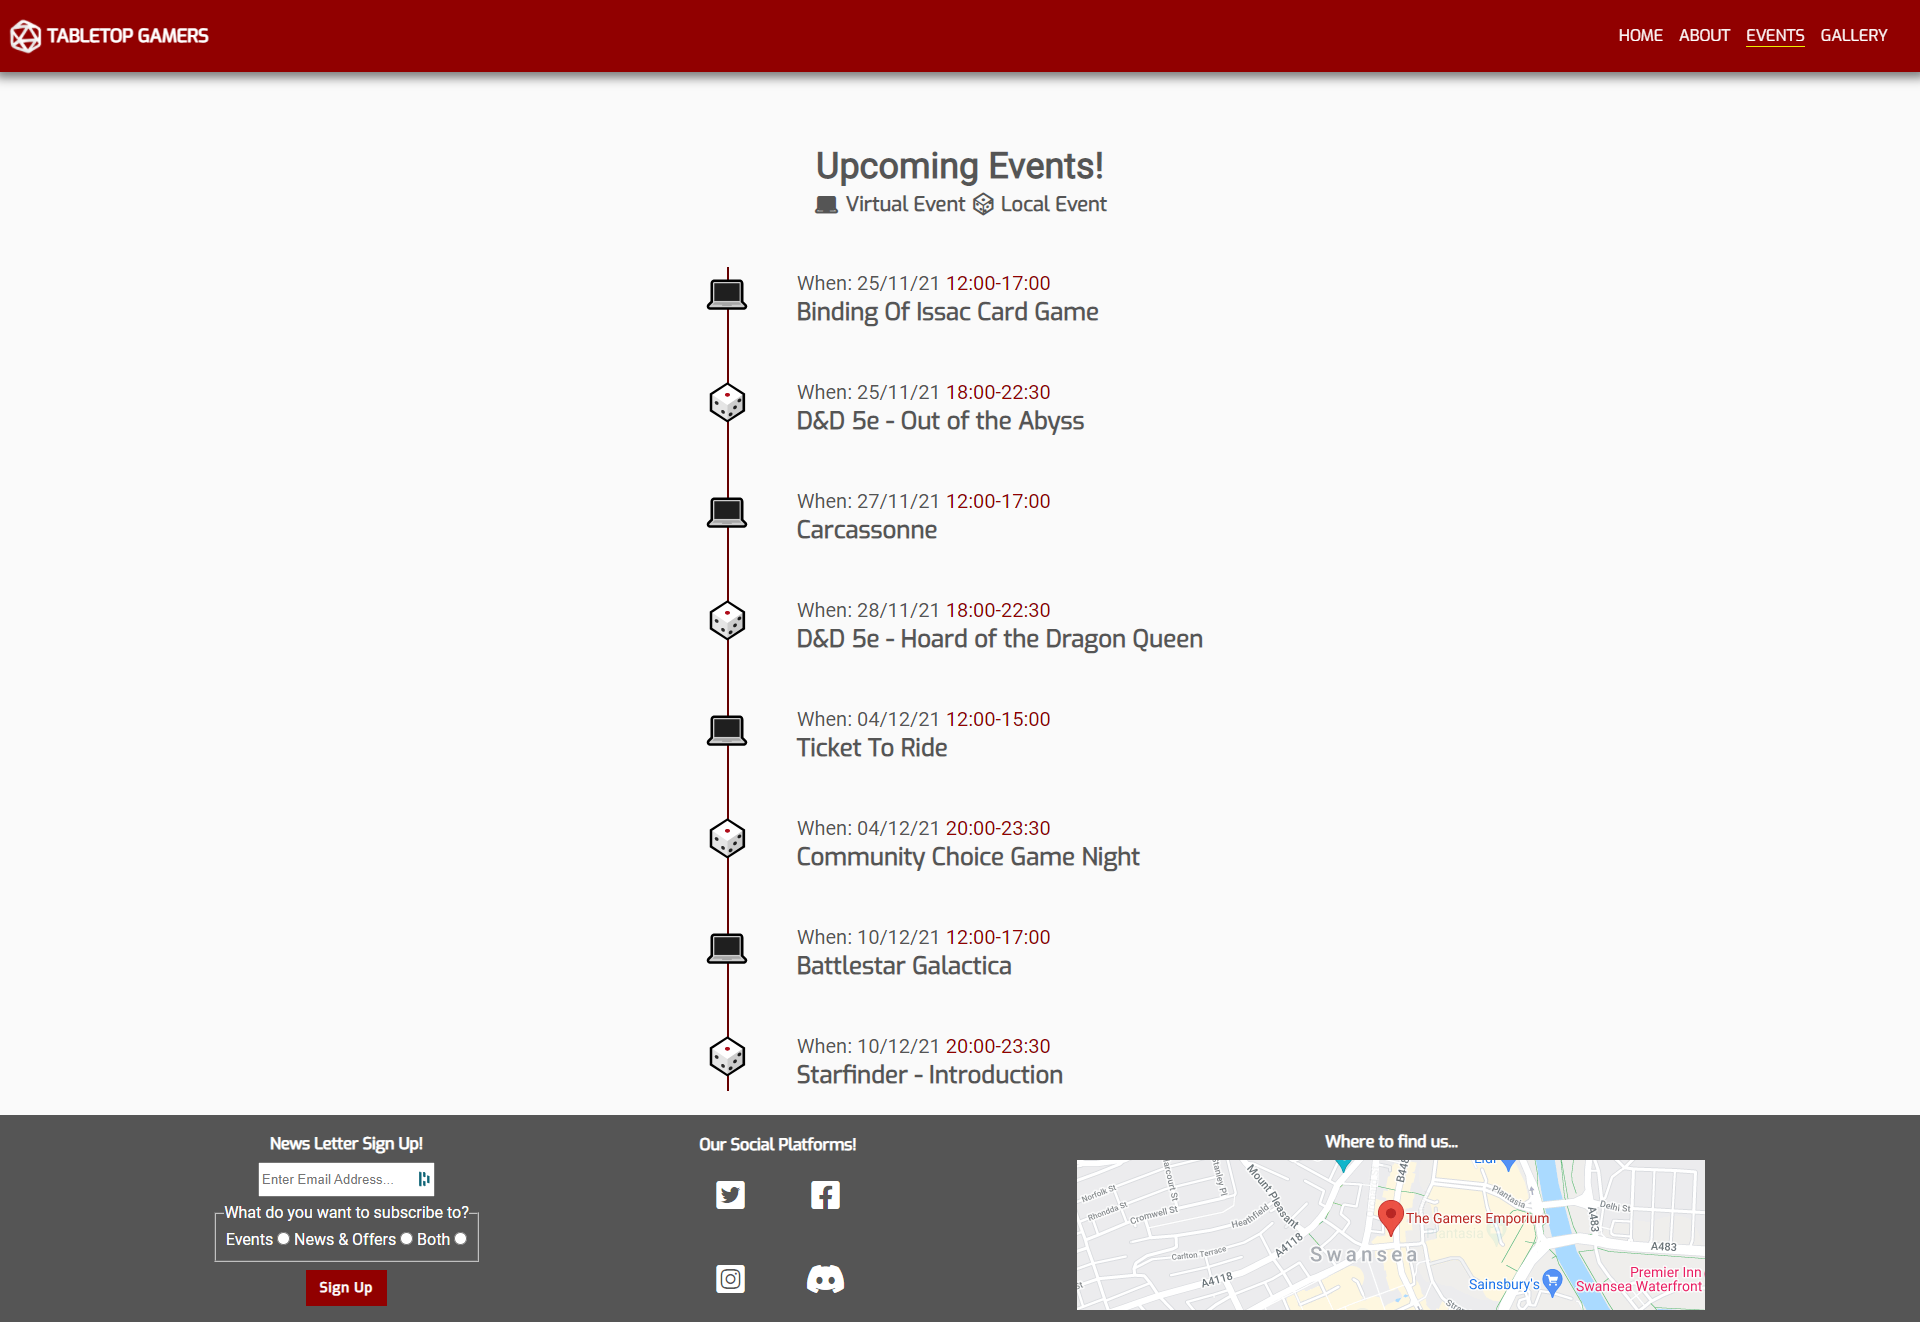 TABLETOP GAMERS
HOME ABOUT EVENTS GALLERY
Upcoming Events!
Virtual Event Local Event
When: 25/11/21 12:00-17:00
Binding Of Issac Card Game
When: 25/11/21 18:00-22:30
D&D 5e - Out of the Abyss
When: 27/11/21 12:00-17:00
Carcassonne
When: 28/11/21 18:00-22:30
D&D 5e - Hoard of the Dragon Queen
When: 04/12/21 12:00-15:00
Ticket To Ride
When: 04/12/21 20:00-23:30
Community Choice Game Night
When: 10/12/21 12:00-17:00
Battlestar Galactica
When: 10/12/21 20:00-23:30
Starfinder - Introduction
News Letter Sign Up!
Enter Email Address...
What do you want to subscribe to?
Events News & Offers Both
Sign Up
Our Social Platforms!
Where to find us...
Norfolk St
Rhondda St
Cromwell St
Carlton Terrace
Heathfield
Mount Pleasant
A4118
A4118
Swansea
The Gamers Emporium
Plantasia
Delhi St
A483
A483
Sainsbury's
Premier Inn
Swansea Waterfront